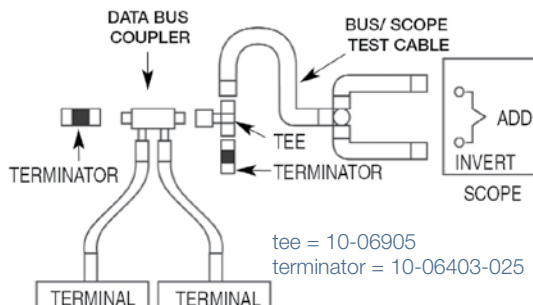 DATA BUS
COUPLER
BUS/ SCOPE
TEST CABLE
TERMINATOR
TEE
TERMINATOR
ADD
INVERT
SCOPE
tee = 10-06905
terminator = 10-06403-025
TERMINAL
TERMINAL